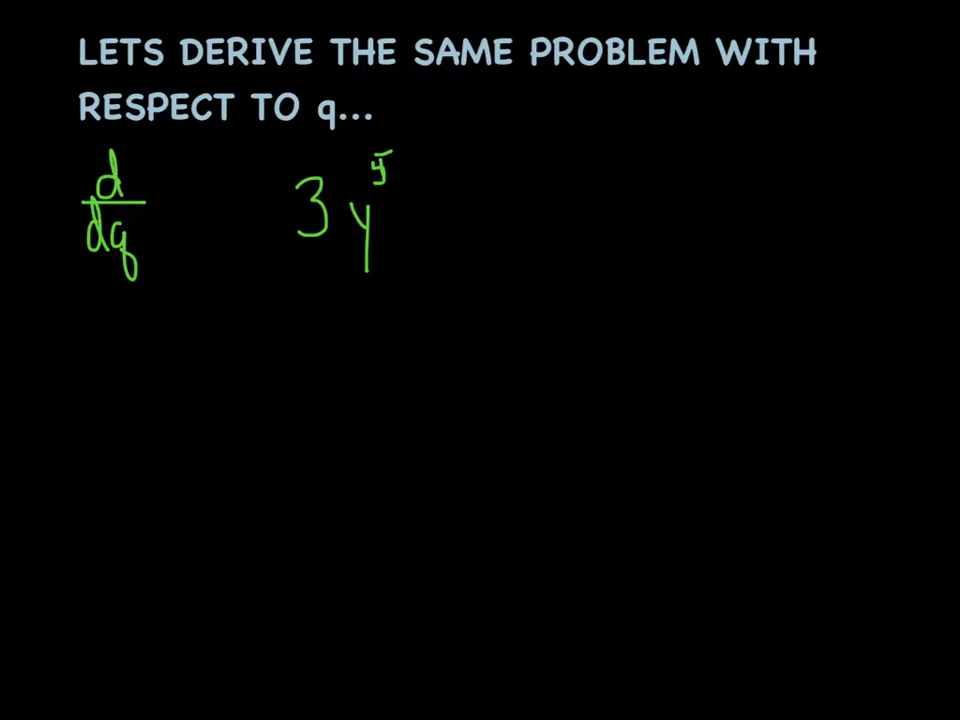 LETS DERIVE THE SAME PROBLEM WITH
RESPECT TO q...
d/dq 3y^5